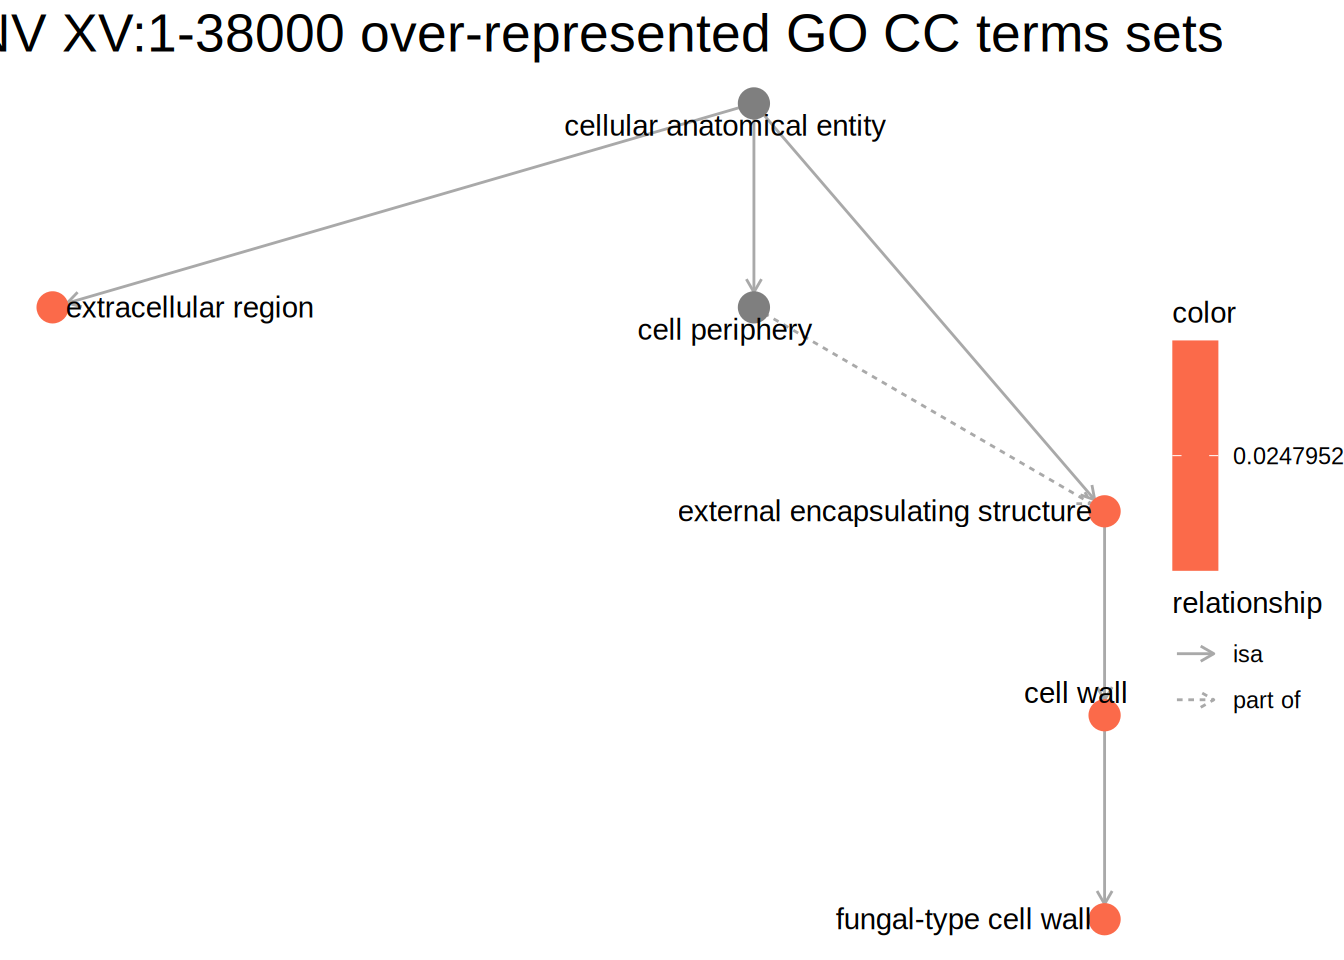 XV:1-38000 over-represented GO CC terms sets
cellular anatomical entity
extracellular region
cell periphery
external encapsulating structure
cell wall
fungal-type cell wall
color
0.0247952
relationship
isa
part of